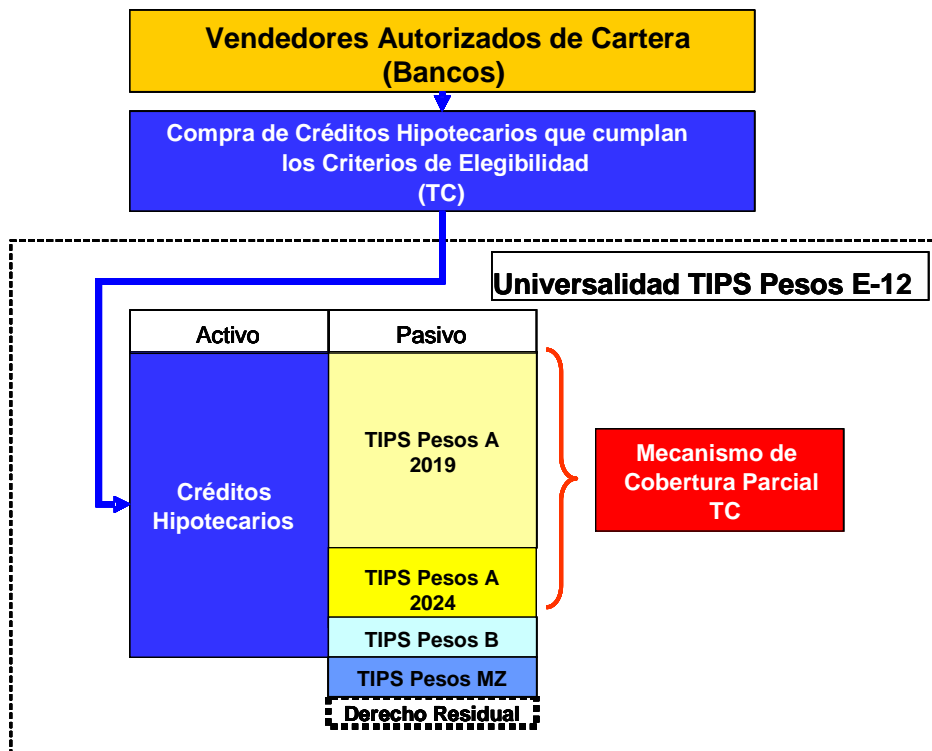 Vendedores Autorizados de Cartera
(Bancos)
Compra de Créditos Hipotecarios que cumplan
los Criterios de Elegibilidad
(TC)
Universalidad TIPS Pesos E-12
Activo
Pasivo
TIPS Pesos A
2019
Mecanismo de
Cobertura Parcial
TC
Créditos
Hipotecarios
TIPS Pesos A
2024
TIPS Pesos B
TIPS Pesos MZ
Derecho Residual